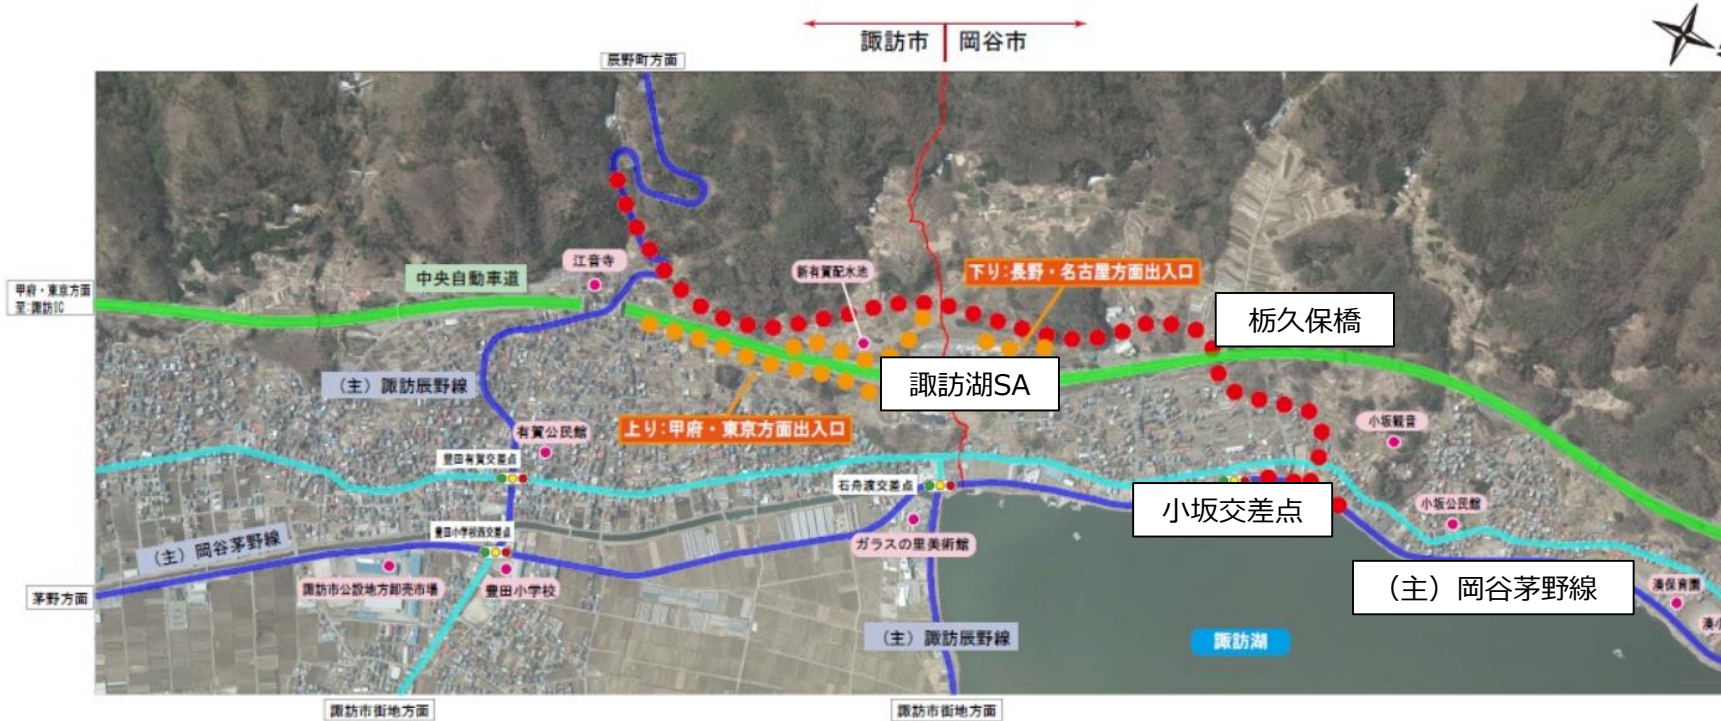 諏訪市 岡谷市
辰野町方面
江音寺
中央自動車道
新有賀配水池
下り:長野・名古屋方面出入口
甲府・東京方面
至:諏訪IC
栃久保橋
諏訪湖SA
(主)諏訪辰野線
上り:甲府・東京方面出入口
小坂観音
有賀公民館
豊田有賀交差点
石舟渡交差点
小坂交差点
小坂公民館
豊田小学校西交差点
(主)岡谷茅野線
ガラスの里美術館
諏訪市公設地方卸売市場
豊田小学校
(主)岡谷茅野線
湊保育園
茅野方面
湊小
(主)諏訪辰野線
諏訪湖
諏訪市街地方面
諏訪市街地方面